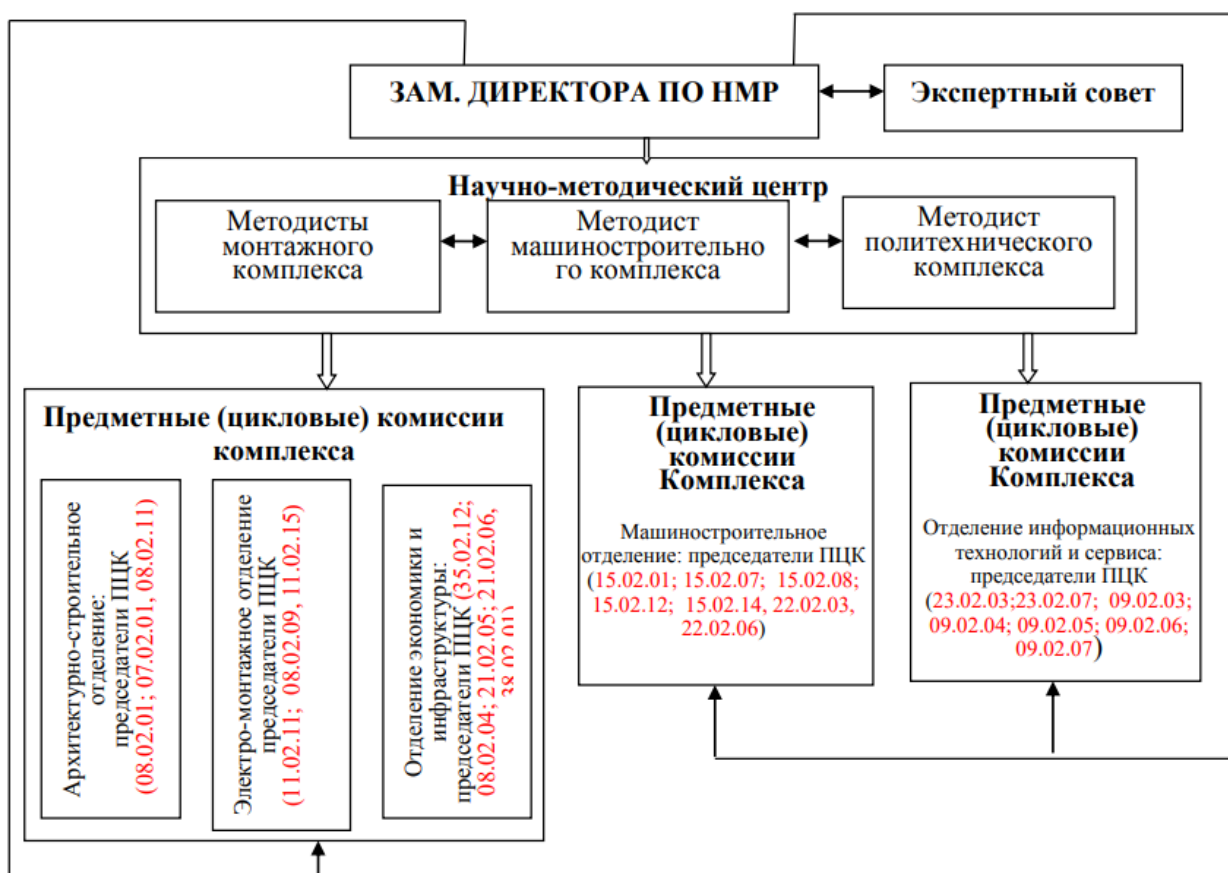 ЗАМ. ДИРЕКТОРА ПО НМР
Экспертный совет
Научно-методический центр
Методисты
монтажного
комплекса
Методист
машиностроительно
го комплекса
Методист
политехнического
комплекса
Предметные (цикловые) комиссии
комплекса
Архитектурно-строительное
отделение:
председатели ПЦК
(08.02.01; 07.02.01, 08.02.11)
Электро-монтажное отделение
председатели ПЦК
(11.02.11; 08.02.09, 11.02.15)
Отделение экономики и
инфраструктуры:
председатели ПЦК (35.02.12;
08.02.04; 21.02.05; 21.02.06,
38.02.01)
Предметные
(цикловые)
комиссии
Комплекса
Машиностроительное
отделение: председатели ПЦК
(15.02.01; 15.02.07; 15.02.08;
15.02.12; 15.02.14, 22.02.03,
22.02.06)
Предметные
(цикловые)
комиссии
Комплекса
Отделение информационных
технологий и сервиса:
председатели ПЦК
(23.02.03;23.02.07; 09.02.03;
09.02.04; 09.02.05; 09.02.06;
09.02.07)